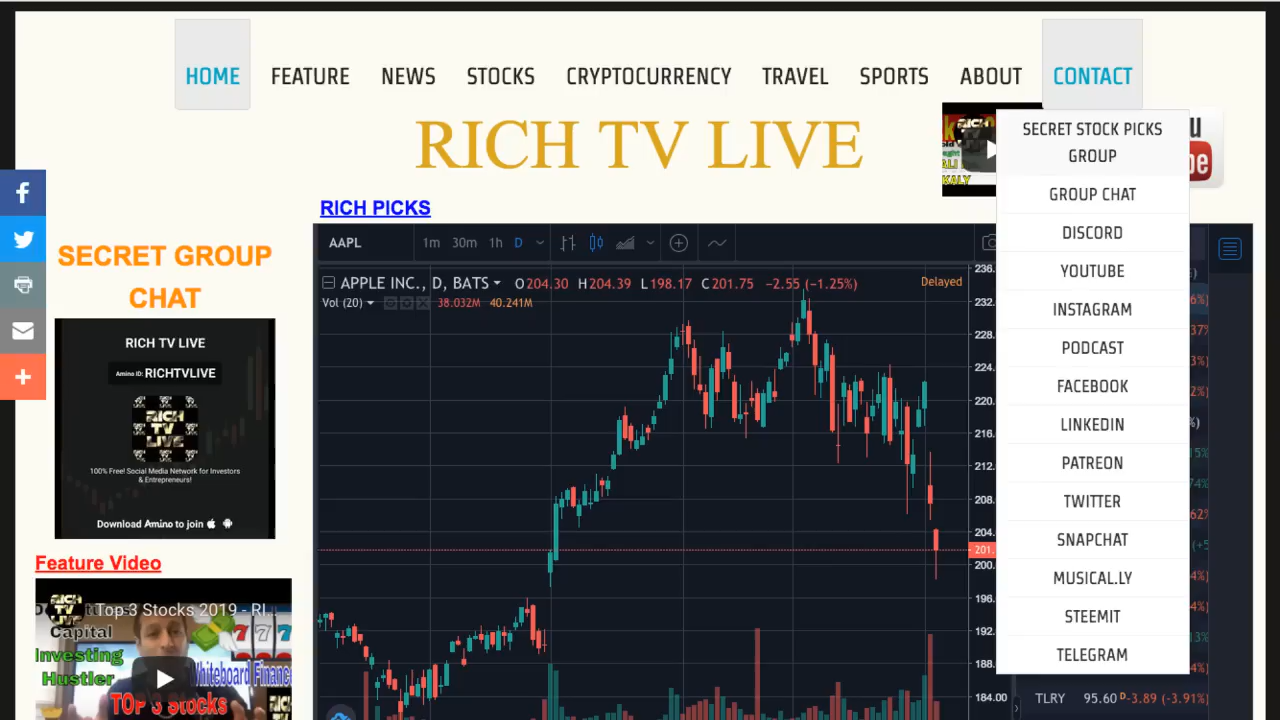 HOME FEATURE NEWS STOCKS CRYPTOCURRENCY TRAVEL SPORTS ABOUT CONTACT
RICH TV LIVE
SECRET STOCK PICKS
GROUP
GROUP CHAT
DISCORD
YOUTUBE
INSTAGRAM
PODCAST
FACEBOOK
LINKEDIN
PATREON
TWITTER
SNAPCHAT
MUSICAL.LY
STEEMIT
TELEGRAM
RICH PICKS
SECRET GROUP
CHAT
RICH TV LIVE
Amino ID: RICHTVLIVE
RICH
TV
LIVE
100% Free! Social Media Network for Investors
& Entrepreneurs!
Download Amino to join
Feature Video
Top 3 Stocks 2019 - RI...
Capital
Investing
Hustler
777
Whiteboard Finance
TOP 3 Stocks
AAPL 1m 30m 1h D
APPLE INC., D, BATS O204.30 H204.39 L198.17 C201.75 −2.55 (−1.25%) Delayed
Vol (20) 38.032M 40.241M
236.
232.
228.
224.
220.
216.
212.
208.
204.
201.
200.
196.
192.
188.
184.00
TLRY 95.60 D -3.89 (-3.91%)